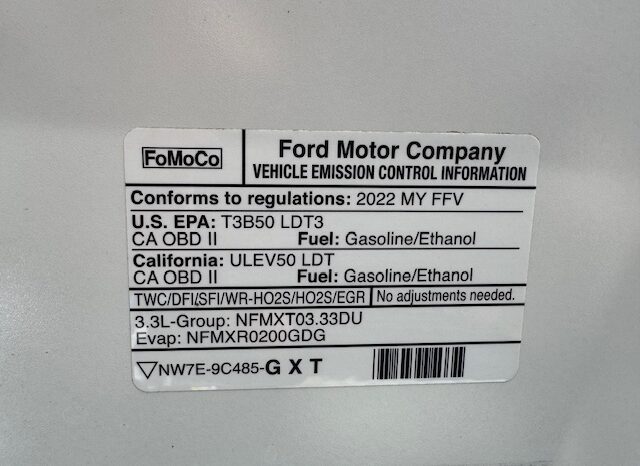 FoMoCo
Ford Motor Company
VEHICLE EMISSION CONTROL INFORMATION
Conforms to regulations: 2022 MY FFV
U.S. EPA: T3B50 LDT3
CA OBD II Fuel: Gasoline/Ethanol
California: ULEV50 LDT
CA OBD II Fuel: Gasoline/Ethanol
TWC/DFI/SFI/WR-HO2S/HO2S/EGR No adjustments needed.
3.3L-Group: NFMXT03.33DU
Evap: NFMXR0200GDG
▽NW7E-9C485-G X T